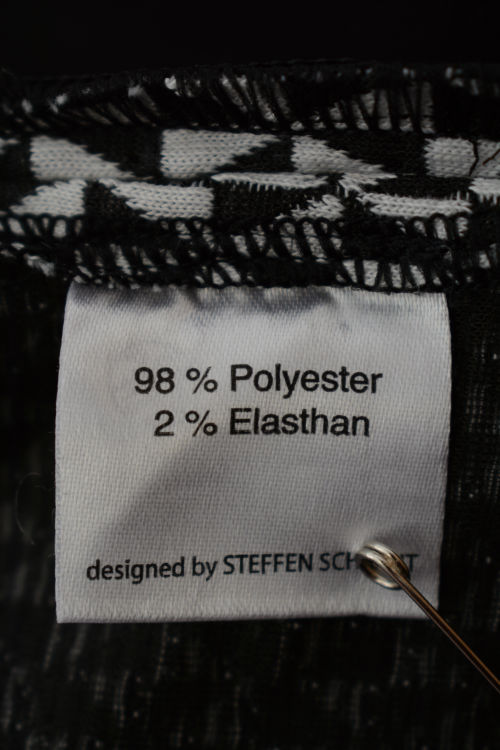 98 % Polyester
2 % Elasthan
designed by STEFFEN